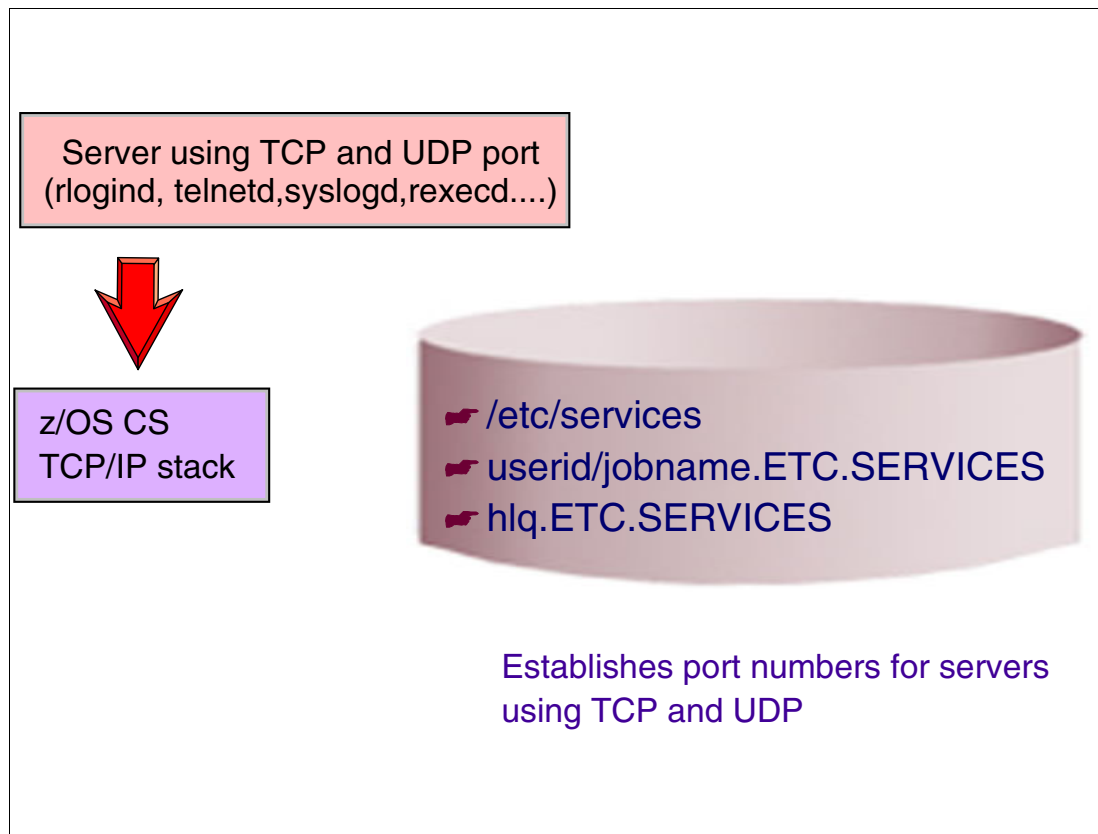 Server using TCP and UDP port
(rlogind, telnetd,syslogd,rexecd....)
z/OS CS
TCP/IP stack
/etc/services
userid/jobname.ETC.SERVICES
hlq.ETC.SERVICES
Establishes port numbers for servers
using TCP and UDP